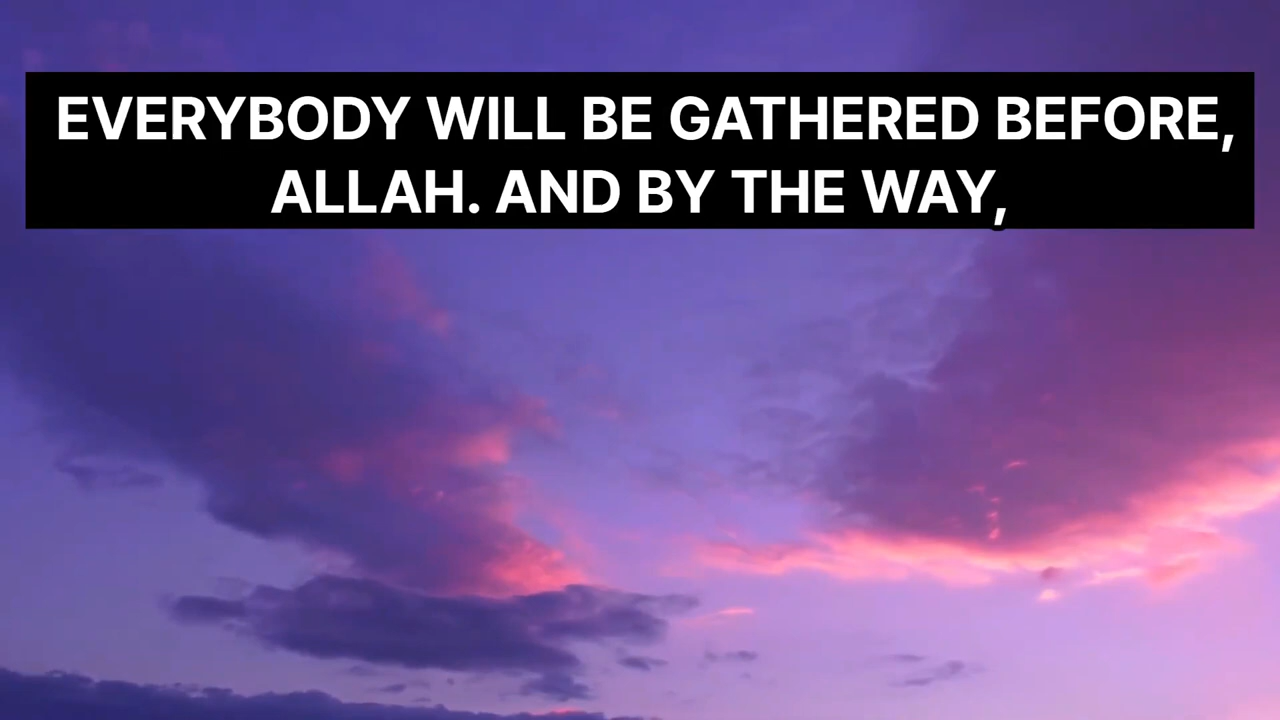 EVERYBODY WILL BE GATHERED BEFORE,
ALLAH. AND BY THE WAY,